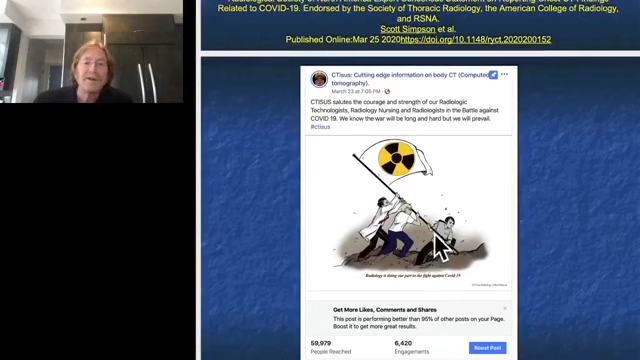 Related to COVID-19. Endorsed by the Society of Thoracic Radiology, the American College of Radiology,
and RSNA.
Scott Simpson et al.
Published Online:Mar 25 2020https://doi.org/10.1148/ryct.2020200152
CTisus: Cutting edge information on body CT (Computed
tomography).
March 23 at 7:05 PM
CTISUS salutes the courage and strength of our Radiologic
Technologists, Radiology Nursing and Radiologists in the Battle against
COVID 19. We know the war will be long and hard but we will prevail.
#ctisus
Radiology is doing our part to the fight against Covid-19
Get More Likes, Comments and Shares
This post is performing better than 95% of other posts on your Page.
Boost it to get more great results.
59,979
People Reached
6,420
Engagements
Boost Post